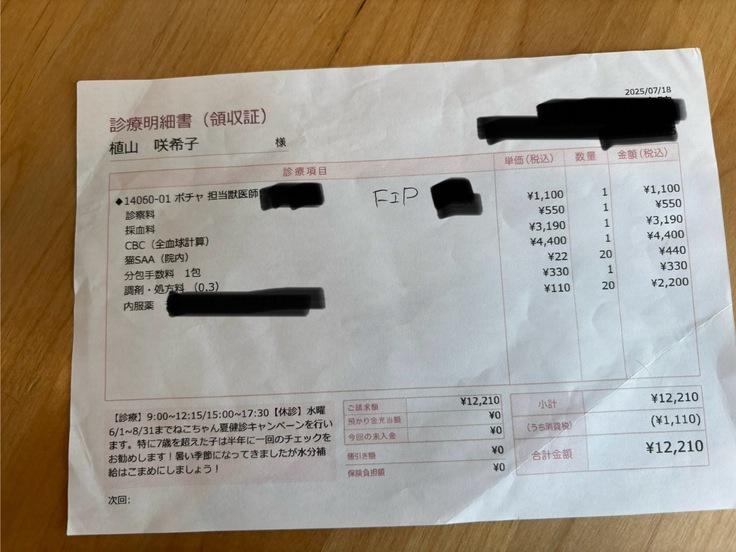 2025/07/18
診療明細書（領収証）
植山　咲希子　様
診療項目 単価(税込) 数量 金額(税込)
◆14060-01 ポチャ 担当獣医師 FIP
診察料 ¥1,100 1 ¥1,100
採血料 ¥550 1 ¥550
CBC（全血球計算） ¥3,190 1 ¥3,190
猫SAA（院内） ¥4,400 1 ¥4,400
分包手数料　1包 ¥22 20 ¥440
調剤・処方料　(0.3) ¥330 1 ¥330
内服薬 ¥110 20 ¥2,200
【診療】9:00~12:15/15:00~17:30【休診】水曜
6/1~8/31までねこちゃん夏健診キャンペーンを行い
ます。特に7歳を超えた子は半年に一回のチェックを
お勧めします！暑い季節になってきましたが水分補
給はこまめにしましょう！
次回:
ご請求額 ¥12,210
預かり金充当額 ¥0
今回の未入金 ¥0
値引き額 ¥0
保険負担額 ¥0
小計 ¥12,210
(うち消費税) (¥1,110)
合計金額 ¥12,210